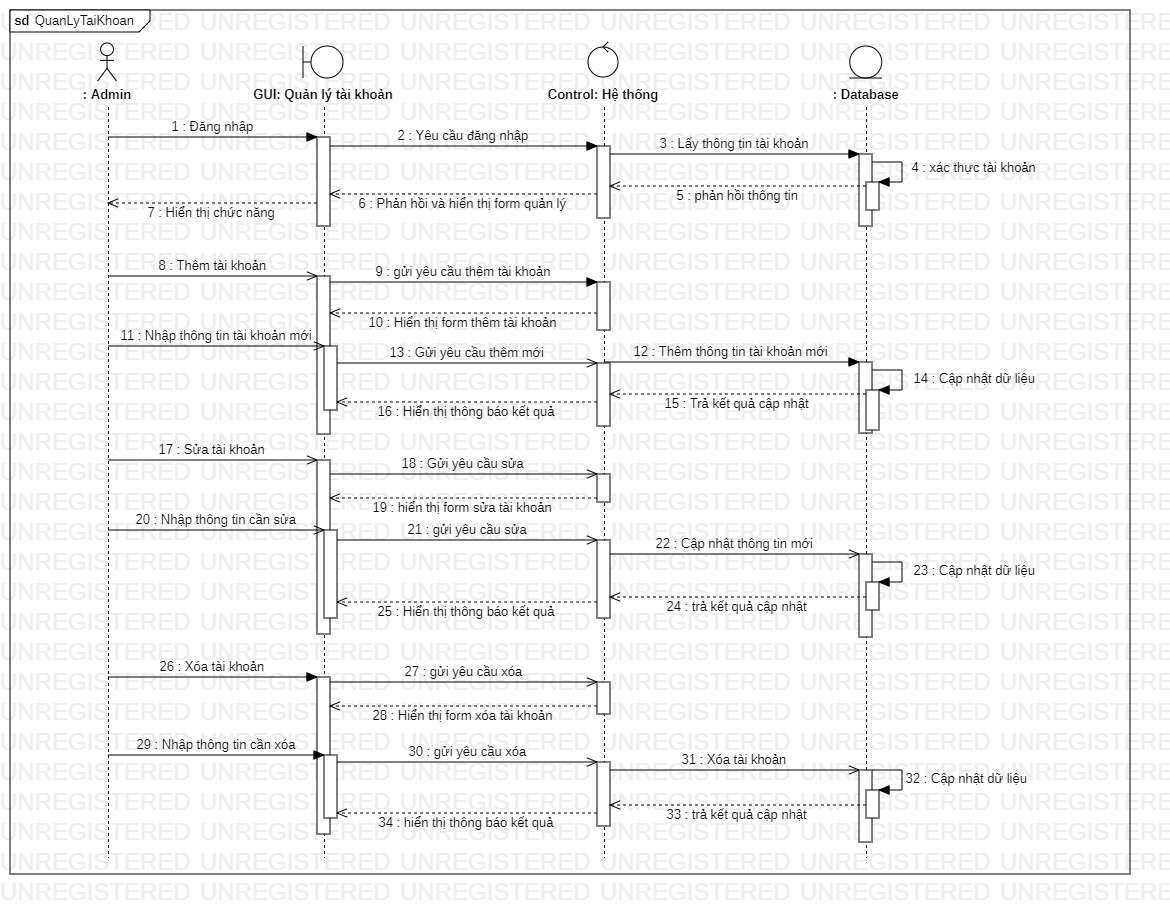 sd QuanLyTaiKhoan
: Admin
GUI: Quản lý tài khoản
Control: Hệ thống
: Database
1 : Đăng nhập
2 : Yêu cầu đăng nhập
3 : Lấy thông tin tài khoản
4 : xác thực tài khoản
5 : phản hồi thông tin
6 : Phản hồi và hiển thị form quản lý
7 : Hiển thị chức năng
8 : Thêm tài khoản
9 : gửi yêu cầu thêm tài khoản
10 : Hiển thị form thêm tài khoản
11 : Nhập thông tin tài khoản mới
12 : Thêm thông tin tài khoản mới
13 : Gửi yêu cầu thêm mới
14 : Cập nhật dữ liệu
15 : Trả kết quả cập nhật
16 : Hiển thị thông báo kết quả
17 : Sửa tài khoản
18 : Gửi yêu cầu sửa
19 : hiển thị form sửa tài khoản
20 : Nhập thông tin cần sửa
21 : gửi yêu cầu sửa
22 : Cập nhật thông tin mới
23 : Cập nhật dữ liệu
24 : trả kết quả cập nhật
25 : Hiển thị thông báo kết quả
26 : Xóa tài khoản
27 : gửi yêu cầu xóa
28 : Hiển thị form xóa tài khoản
29 : Nhập thông tin cần xóa
30 : gửi yêu cầu xóa
31 : Xóa tài khoản
32 : Cập nhật dữ liệu
33 : trả kết quả cập nhật
34 : hiển thị thông báo kết quả
UNREGISTERED